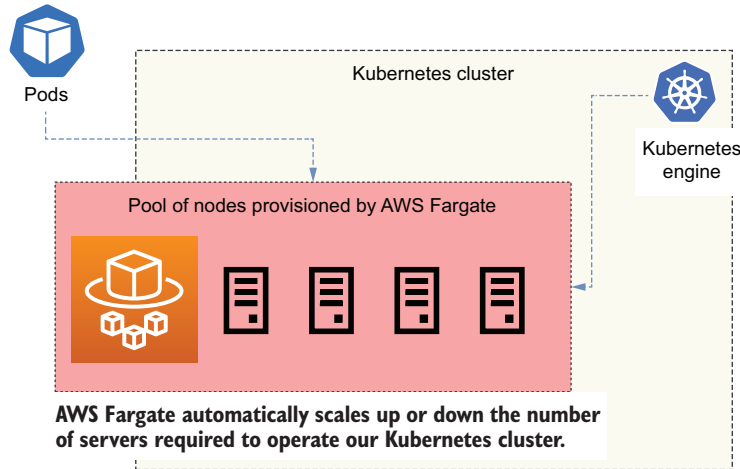 Pods
Kubernetes cluster
Kubernetes
engine
Pool of nodes provisioned by AWS Fargate
AWS Fargate automatically scales up or down the number
of servers required to operate our Kubernetes cluster.